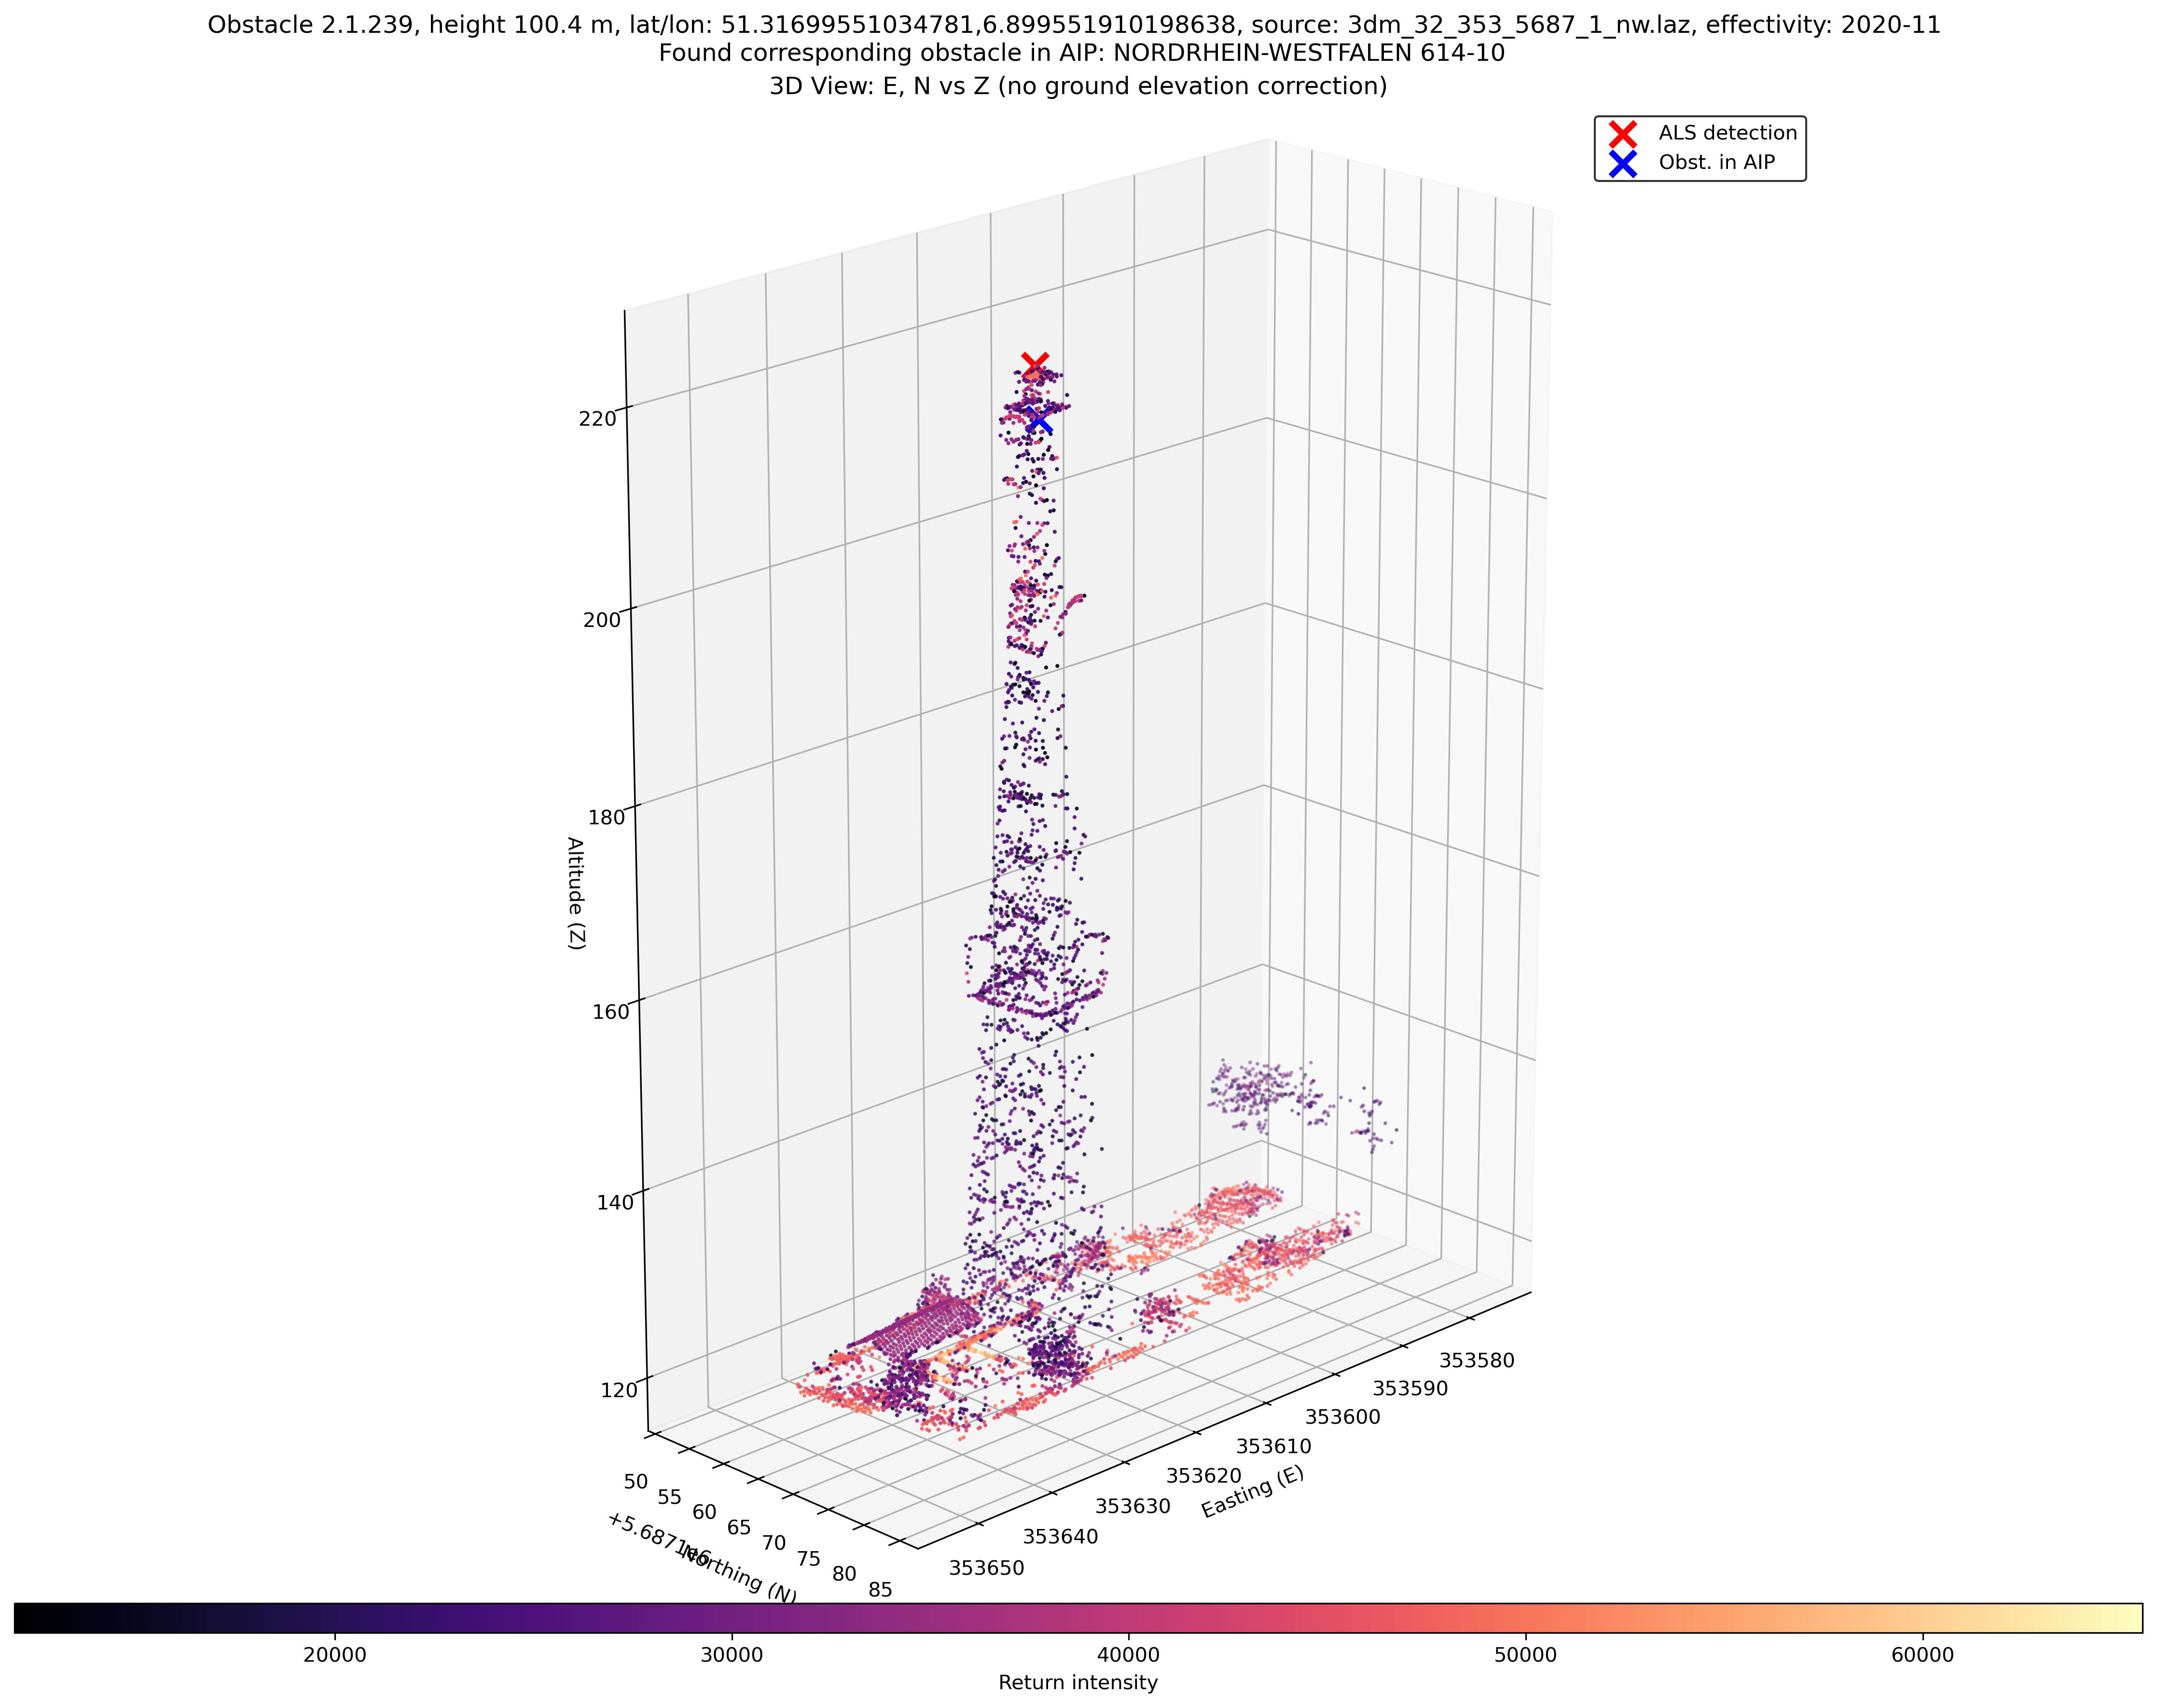 Obstacle 2.1.239, height 100.4 m, lat/lon: 51.31699551034781,6.899551910198638, source: 3dm_32_353_5687_1_nw.laz, effectivity: 2020-11
Found corresponding obstacle in AIP: NORDRHEIN-WESTFALEN 614-10
3D View: E, N vs Z (no ground elevation correction)
ALS detection
Obst. in AIP
220
200
180
160
140
120
Altitude (Z)
50
55
60
65
70
75
80
85
+5.6871e6
Northing (N)
353580
353590
353600
353610
353620
353630
353640
353650
Easting (E)
20000
30000
40000
50000
60000
Return intensity